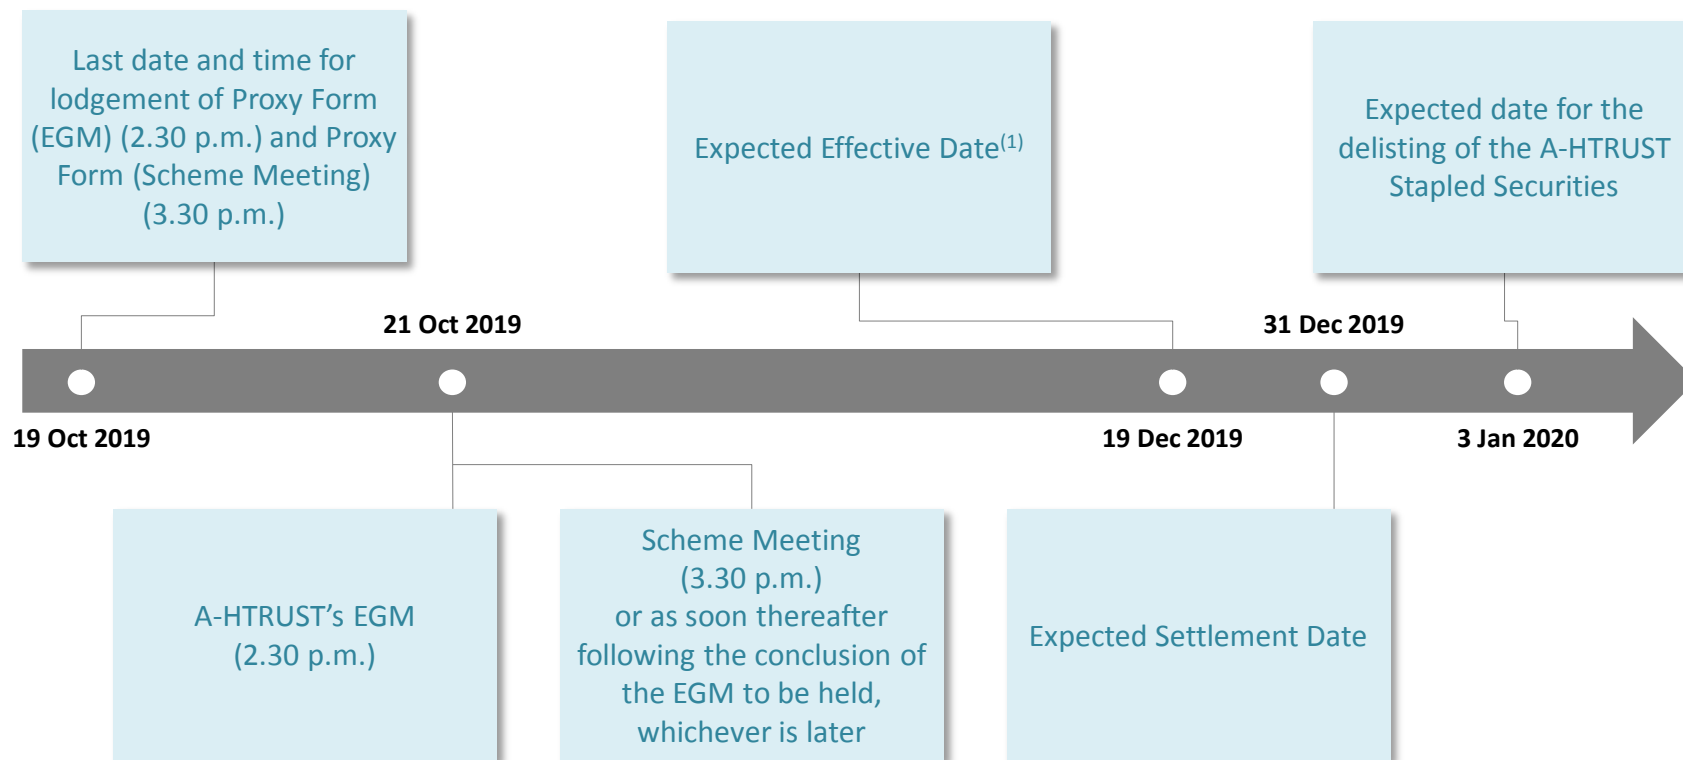 Last date and time for
lodgement of Proxy Form
(EGM) (2.30 p.m.) and Proxy
Form (Scheme Meeting)
(3.30 p.m.)
Expected Effective Date(1)
Expected date for the
delisting of the A-HTRUST
Stapled Securities
21 Oct 2019
31 Dec 2019
19 Oct 2019
19 Dec 2019
3 Jan 2020
A-HTRUST’s EGM
(2.30 p.m.)
Scheme Meeting
(3.30 p.m.)
or as soon thereafter
following the conclusion of
the EGM to be held,
whichever is later
Expected Settlement Date